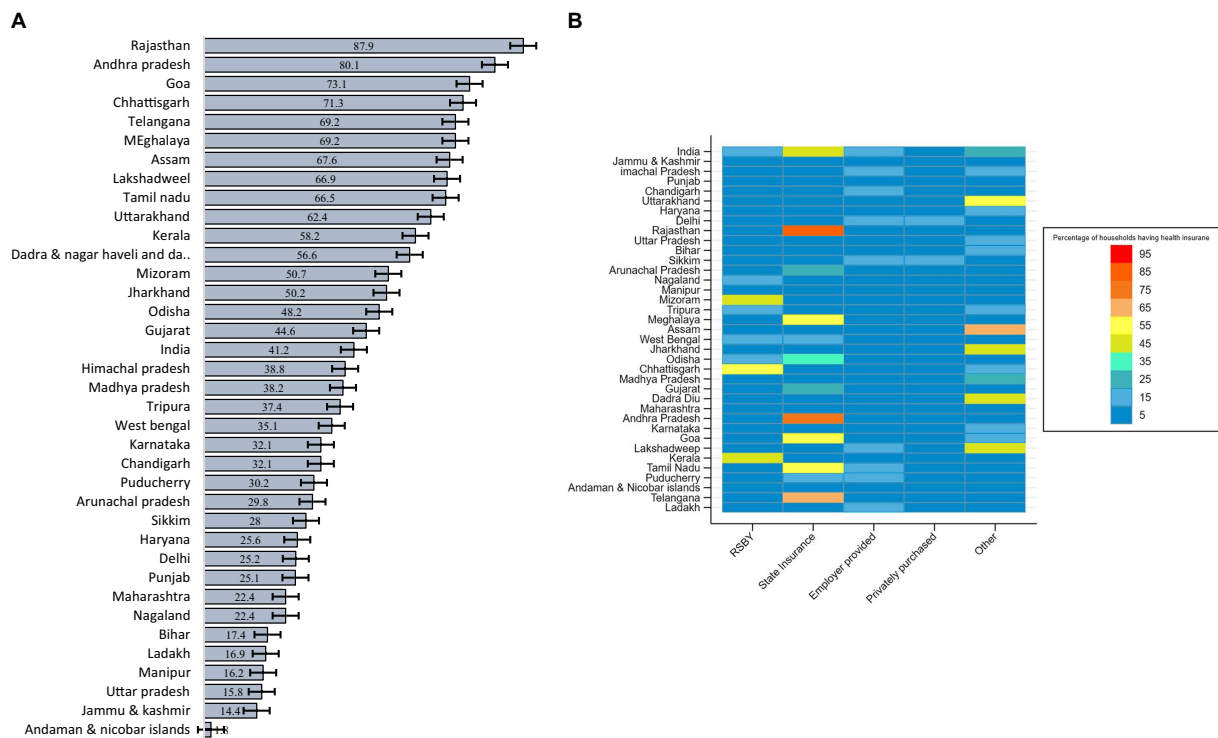 A
Rajasthan 87.9
Andhra pradesh 80.1
Goa 73.1
Chhattisgarh 71.3
Telangana 69.2
MEghalaya 69.2
Assam 67.6
Lakshadweel 66.9
Tamil nadu 66.5
Uttarakhand 62.4
Kerala 58.2
Dadra & nagar haveli and da.. 56.6
Mizoram 50.7
Jharkhand 50.2
Odisha 48.2
Gujarat 44.6
India 41.2
Himachal pradesh 38.8
Madhya pradesh 38.2
Tripura 37.4
West bengal 35.1
Karnataka 32.1
Chandigarh 32.1
Puducherry 30.2
Arunachal pradesh 29.8
Sikkim 28
Haryana 25.6
Delhi 25.2
Punjab 25.1
Maharashtra 22.4
Nagaland 22.4
Bihar 17.4
Ladakh 16.9
Manipur 16.2
Uttar pradesh 15.8
Jammu & kashmir 14.4
Andaman & nicobar islands 1.8
B
India
Jammu & Kashmir
imachal Pradesh
Punjab
Chandigarh
Uttarakhand
Haryana
Delhi
Rajasthan
Uttar Pradesh
Bihar
Sikkim
Arunachal Pradesh
Nagaland
Manipur
Mizoram
Tripura
Meghalaya
Assam
West Bengal
Jharkhand
Odisha
Chhattisgarh
Madhya Pradesh
Gujarat
Dadra Diu
Maharashtra
Andhra Pradesh
Karnataka
Goa
Lakshadweep
Kerala
Tamil Nadu
Puducherry
Andaman & Nicobar islands
Telangana
Ladakh
RSBY
State Insurance
Employer provided
Privately purchased
Other
Percentage of households having health insurane
95
85
75
65
55
45
35
25
15
5